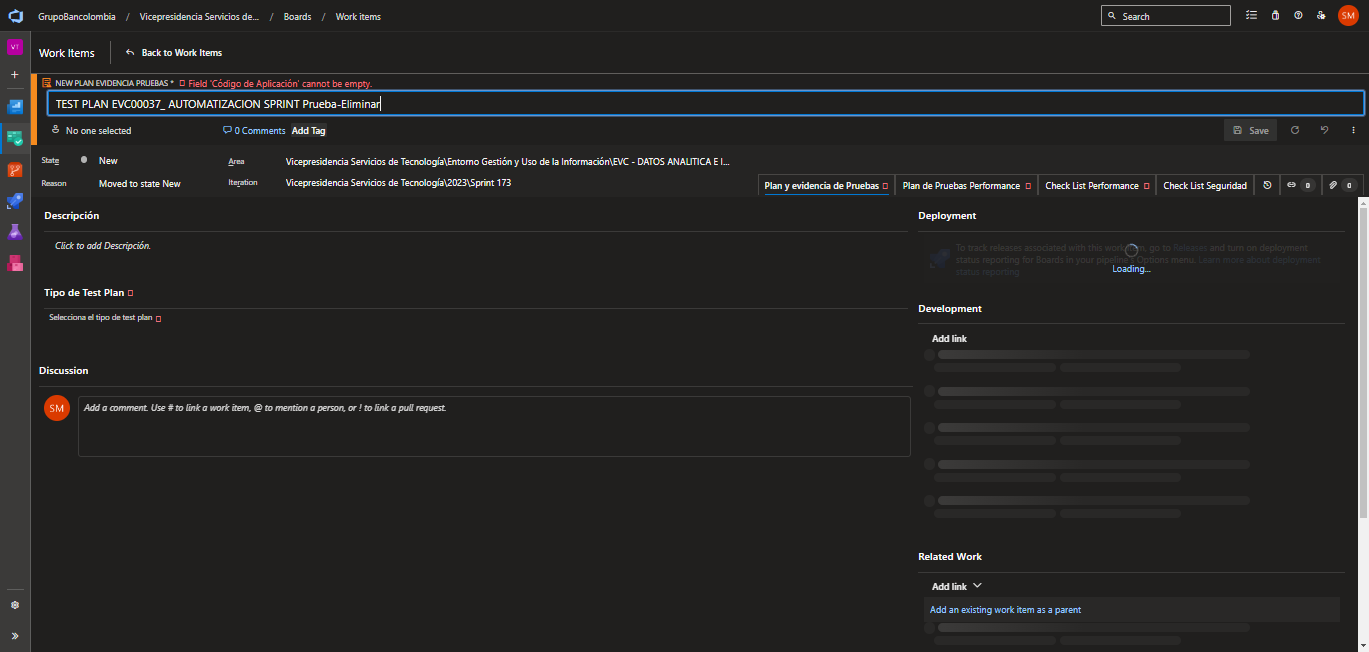 GrupoBancolombia / Vicepresidencia Servicios de... / Boards / Work items
Search
SM
VT
Work Items
Back to Work Items
NEW PLAN EVIDENCIA PRUEBAS * Field 'Código de Aplicación' cannot be empty.
TEST PLAN EVC00037_ AUTOMATIZACION SPRINT Prueba-Eliminar
No one selected
0 Comments
Add Tag
Save
State
New
Area
Vicepresidencia Servicios de Tecnología\Entorno Gestión y Uso de la Información\EVC - DATOS ANALITICA E I...
Reason
Moved to state New
Iteration
Vicepresidencia Servicios de Tecnología\2023\Sprint 173
Plan y evidencia de Pruebas
Plan de Pruebas Performance
Check List Performance
Check List Seguridad
0
0
Descripción
Click to add Descripción.
Tipo de Test Plan
Selecciona el tipo de test plan
Discussion
SM
Add a comment. Use # to link a work item, @ to mention a person, or ! to link a pull request.
Deployment
To track releases associated with this work item, go to Releases and turn on deployment
status reporting for Boards in your pipeline's Options menu. Learn more about deployment
status reporting
Loading...
Development
Add link
Related Work
Add link
Add an existing work item as a parent